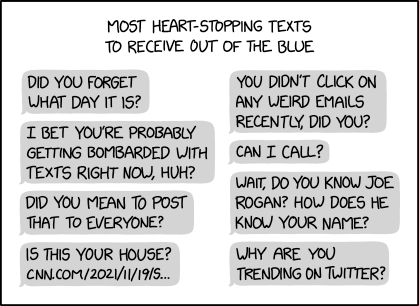 MOST HEART-STOPPING TEXTS
TO RECEIVE OUT OF THE BLUE
DID YOU FORGET
WHAT DAY IT IS?
I BET YOU'RE PROBABLY
GETTING BOMBARDED WITH
TEXTS RIGHT NOW, HUH?
DID YOU MEAN TO POST
THAT TO EVERYONE?
IS THIS YOUR HOUSE?
CNN.COM/2021/11/19/S...
YOU DIDN'T CLICK ON
ANY WEIRD EMAILS
RECENTLY, DID YOU?
CAN I CALL?
WAIT, DO YOU KNOW JOE
ROGAN? HOW DOES HE
KNOW YOUR NAME?
WHY ARE YOU
TRENDING ON TWITTER?